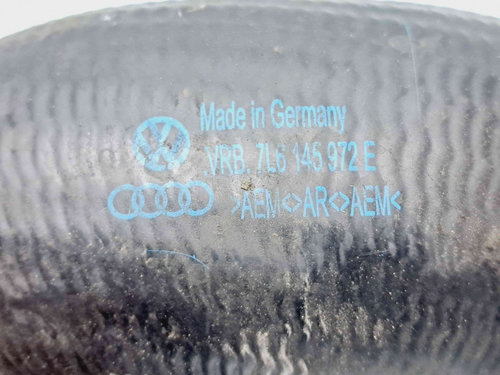 Made in Germany
.VRB. 7L6 145 972 E
>AEM<>AR<>AEM<